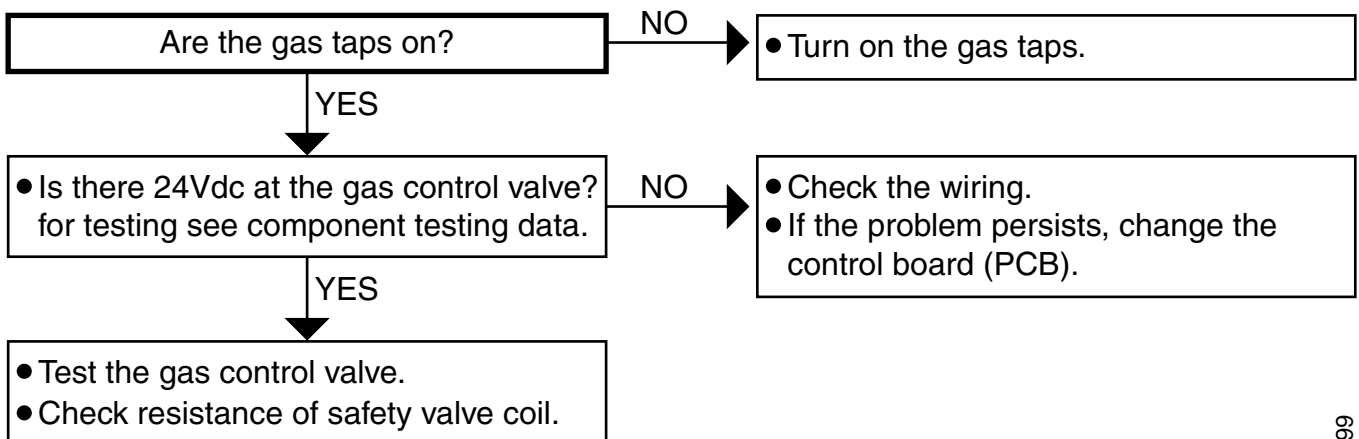 Are the gas taps on?
NO
● Turn on the gas taps.
YES
● Is there 24Vdc at the gas control valve?
for testing see component testing data.
NO
● Check the wiring.
● If the problem persists, change the
control board (PCB).
YES
● Test the gas control valve.
● Check resistance of safety valve coil.